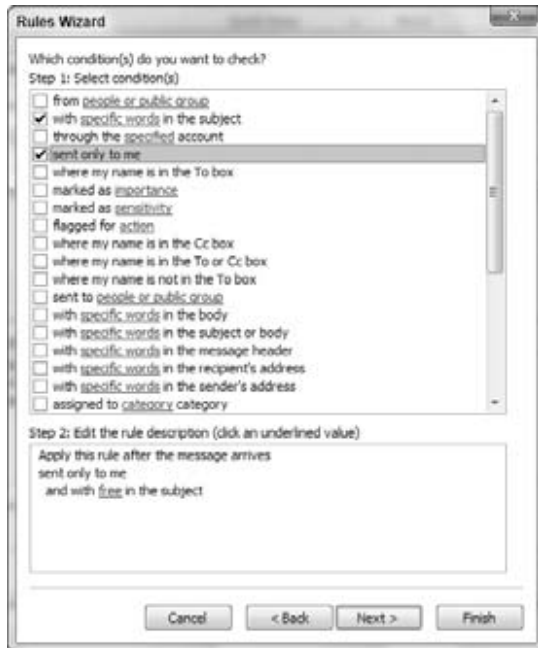 Rules Wizard
Which condition(s) do you want to check?
Step 1: Select condition(s)
from people or public group
with specific words in the subject
through the specified account
sent only to me
where my name is in the To box
marked as importance
marked as sensitivity
flagged for action
where my name is in the Cc box
where my name is in the To or Cc box
where my name is not in the To box
sent to people or public group
with specific words in the body
with specific words in the subject or body
with specific words in the message header
with specific words in the recipient's address
with specific words in the sender's address
assigned to category category
Step 2: Edit the rule description (click an underlined value)
Apply this rule after the message arrives
sent only to me
and with free in the subject
Cancel < Back Next > Finish